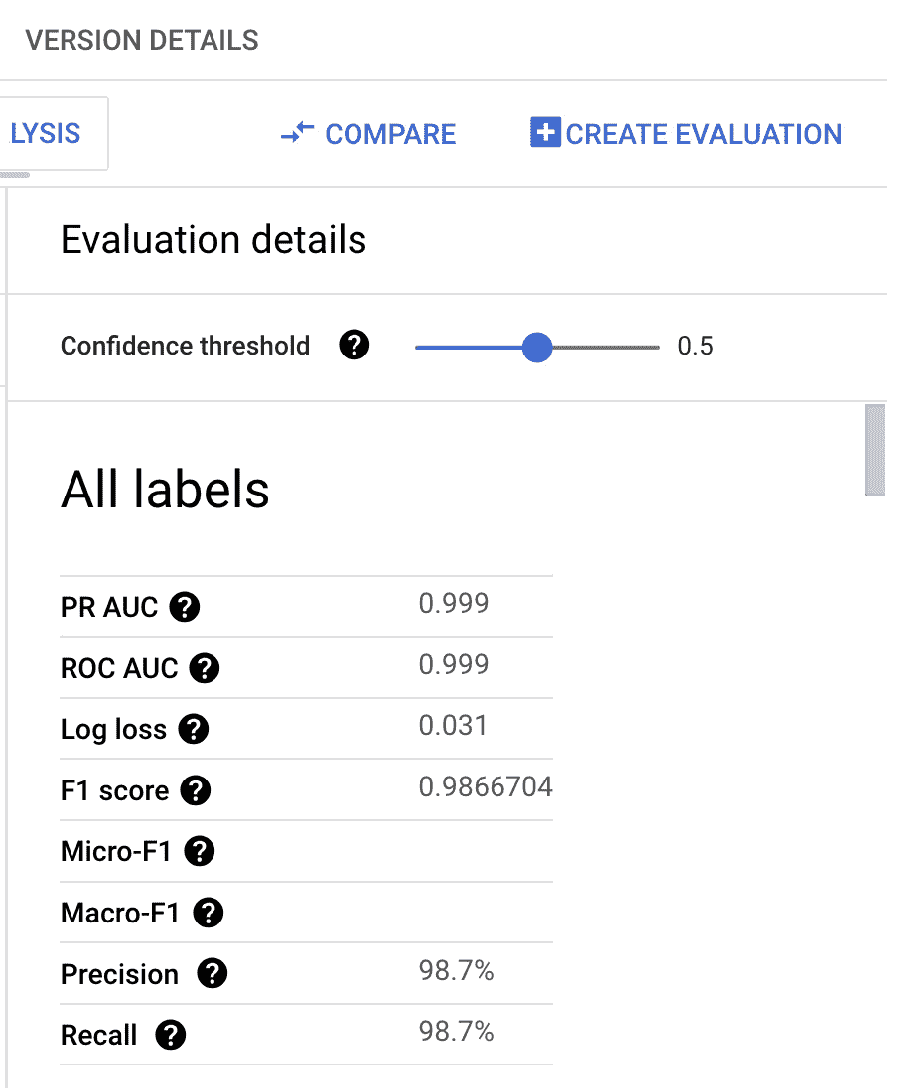 VERSION DETAILS
LYSIS COMPARE CREATE EVALUATION
Evaluation details
Confidence threshold ? 0.5
All labels
PR AUC ? 0.999
ROC AUC ? 0.999
Log loss ? 0.031
F1 score ? 0.9866704
Micro-F1 ?
Macro-F1 ?
Precision ? 98.7%
Recall ? 98.7%